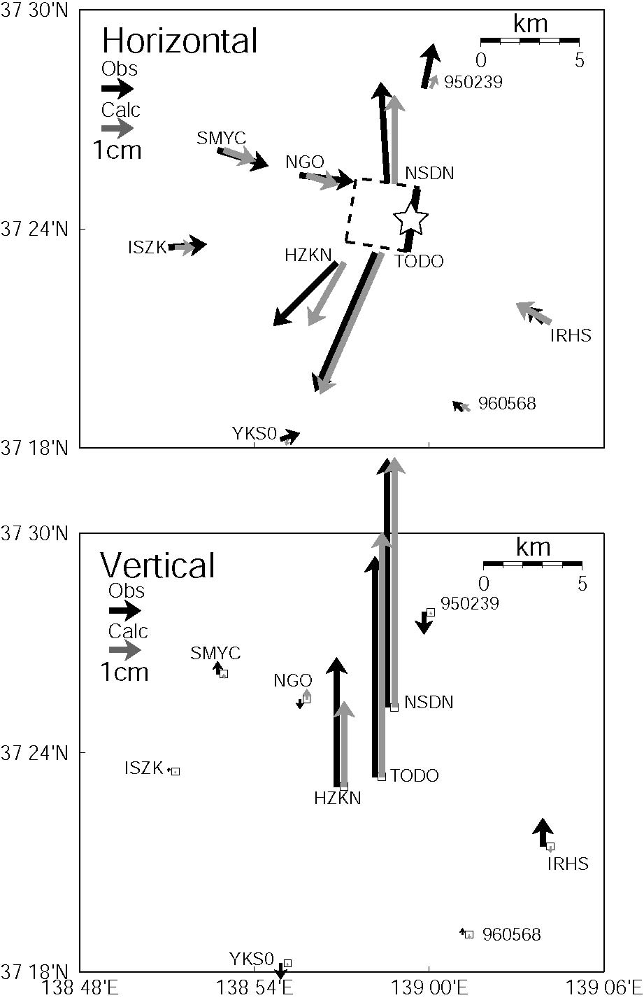 37 30'N
Horizontal
km
0 5
Obs
Calc
1cm
950239
SMYC
NGO
NSDN
37 24'N
ISZK
HZKN
TODO
IRHS
960568
YKS0
37 18'N
37 30'N
Vertical
km
0 5
Obs
Calc
1cm
950239
SMYC
NGO
NSDN
37 24'N
ISZK
TODO
HZKN
IRHS
960568
YKS0
37 18'N
138 48'E 138 54'E 139 00'E 139 06'E